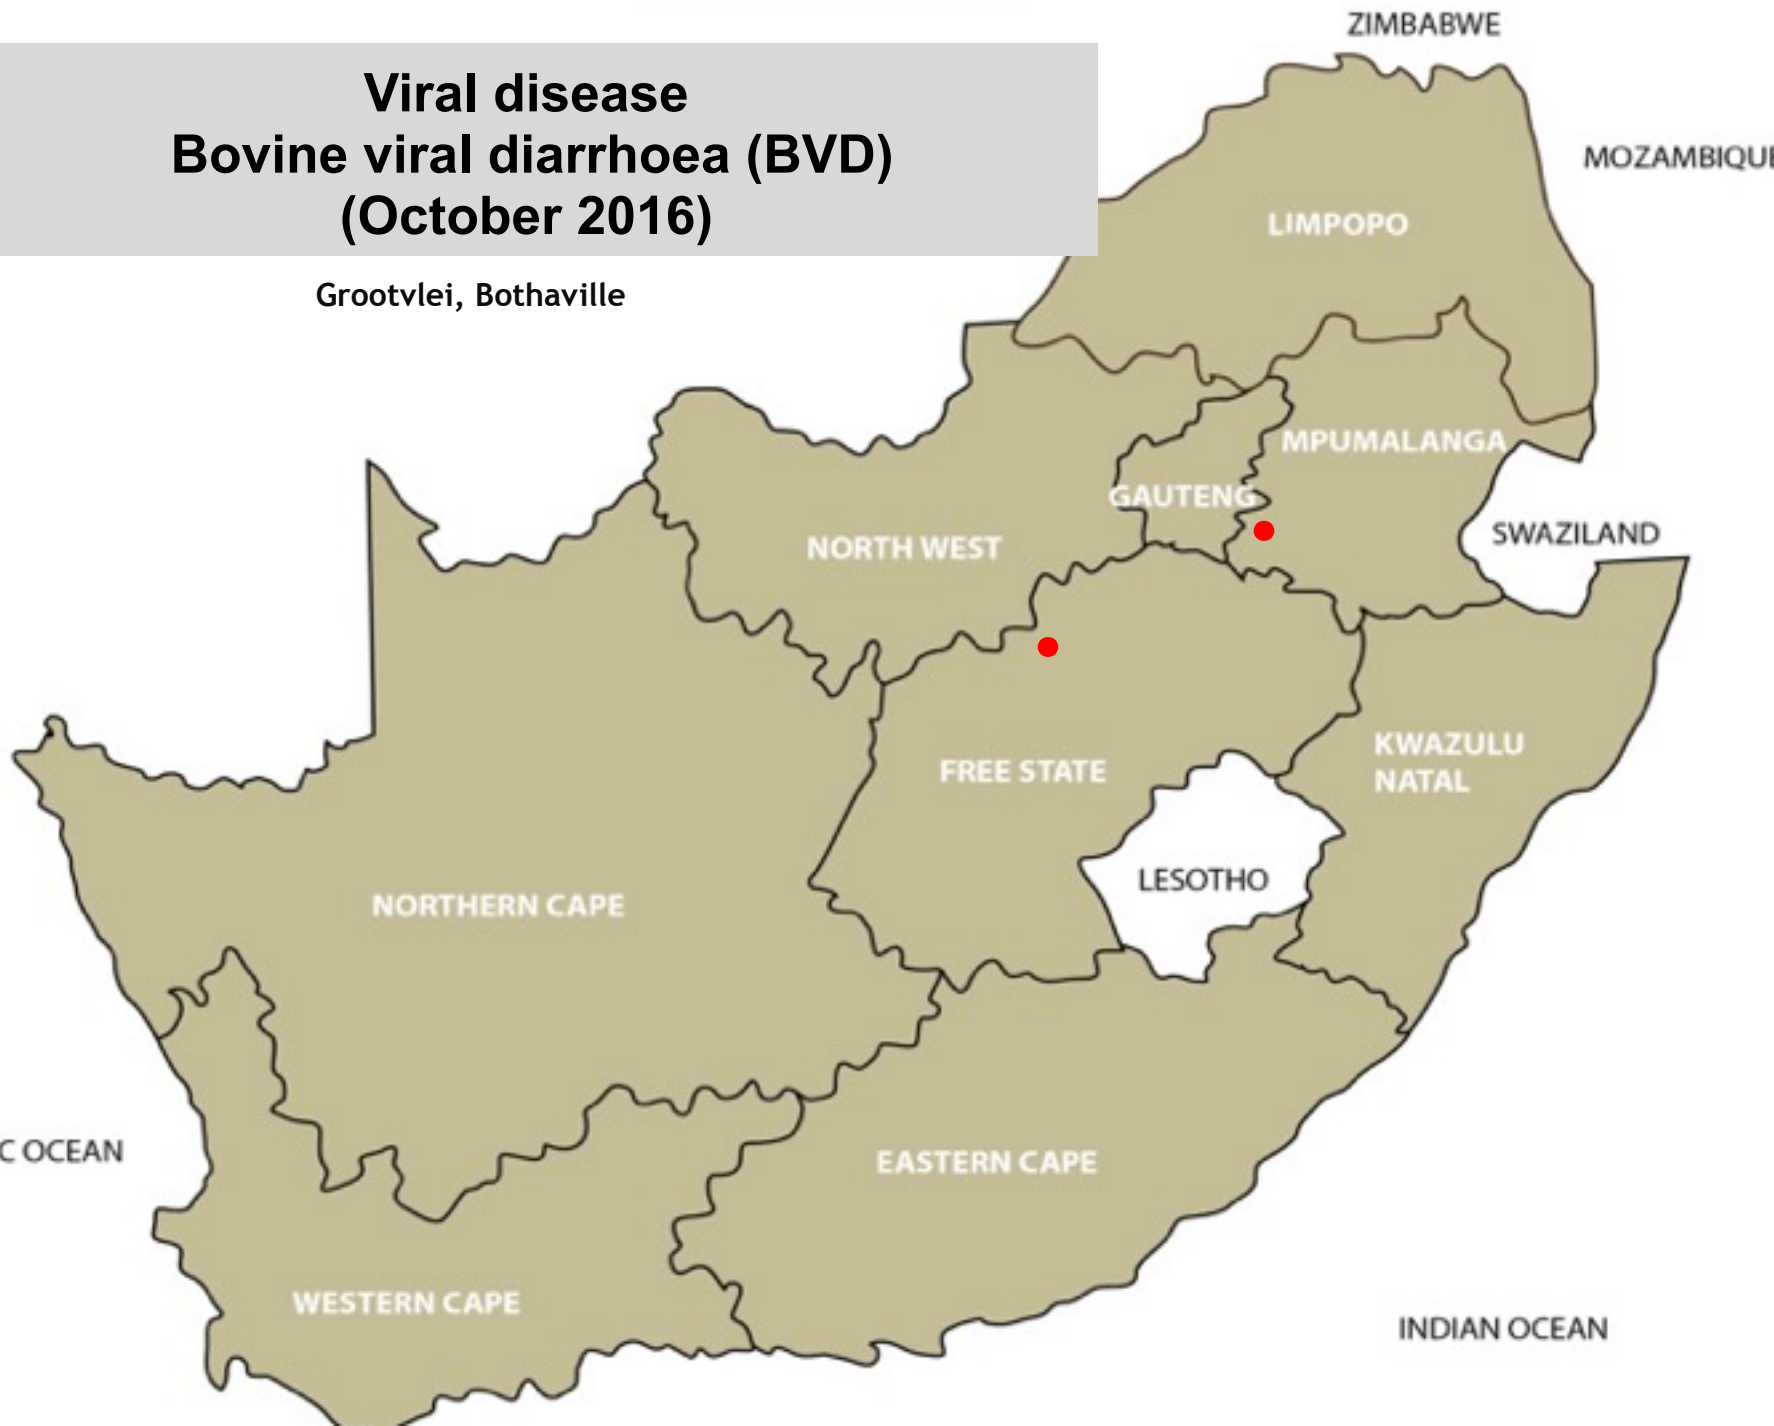 ZIMBABWE
Viral disease
Bovine viral diarrhoea (BVD)
(October 2016)
MOZAMBIQUE
LIMPOPO
Grootvlei, Bothaville
MPUMALANGA
GAUTENG
SWAZILAND
NORTH WEST
KWAZULU
NATAL
FREE STATE
LESOTHO
NORTHERN CAPE
C OCEAN
EASTERN CAPE
WESTERN CAPE
INDIAN OCEAN